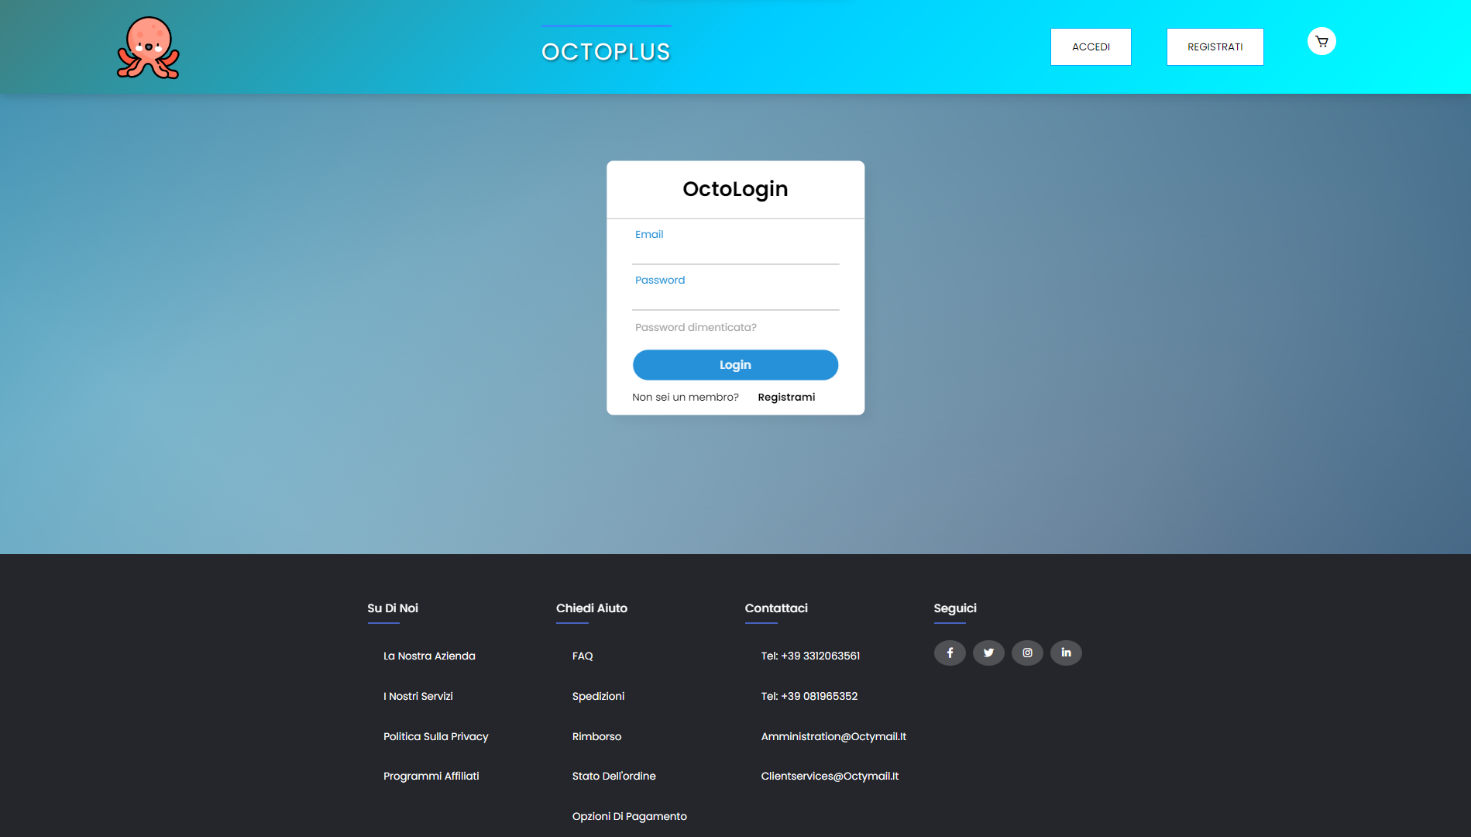 OCTOPLUS
ACCEDI
REGISTRATI
OctoLogin
Email
Password
Password dimenticata?
Login
Non sei un membro? Registrami
Su Di Noi
La Nostra Azienda
I Nostri Servizi
Politica Sulla Privacy
Programmi Affiliati
Chiedi Aiuto
FAQ
Spedizioni
Rimborso
Stato Dell'ordine
Opzioni Di Pagamento
Contattaci
Tel: +39 3312063561
Tel: +39 081965352
Amministration@Octymail.It
Clientservices@Octymail.It
Seguici